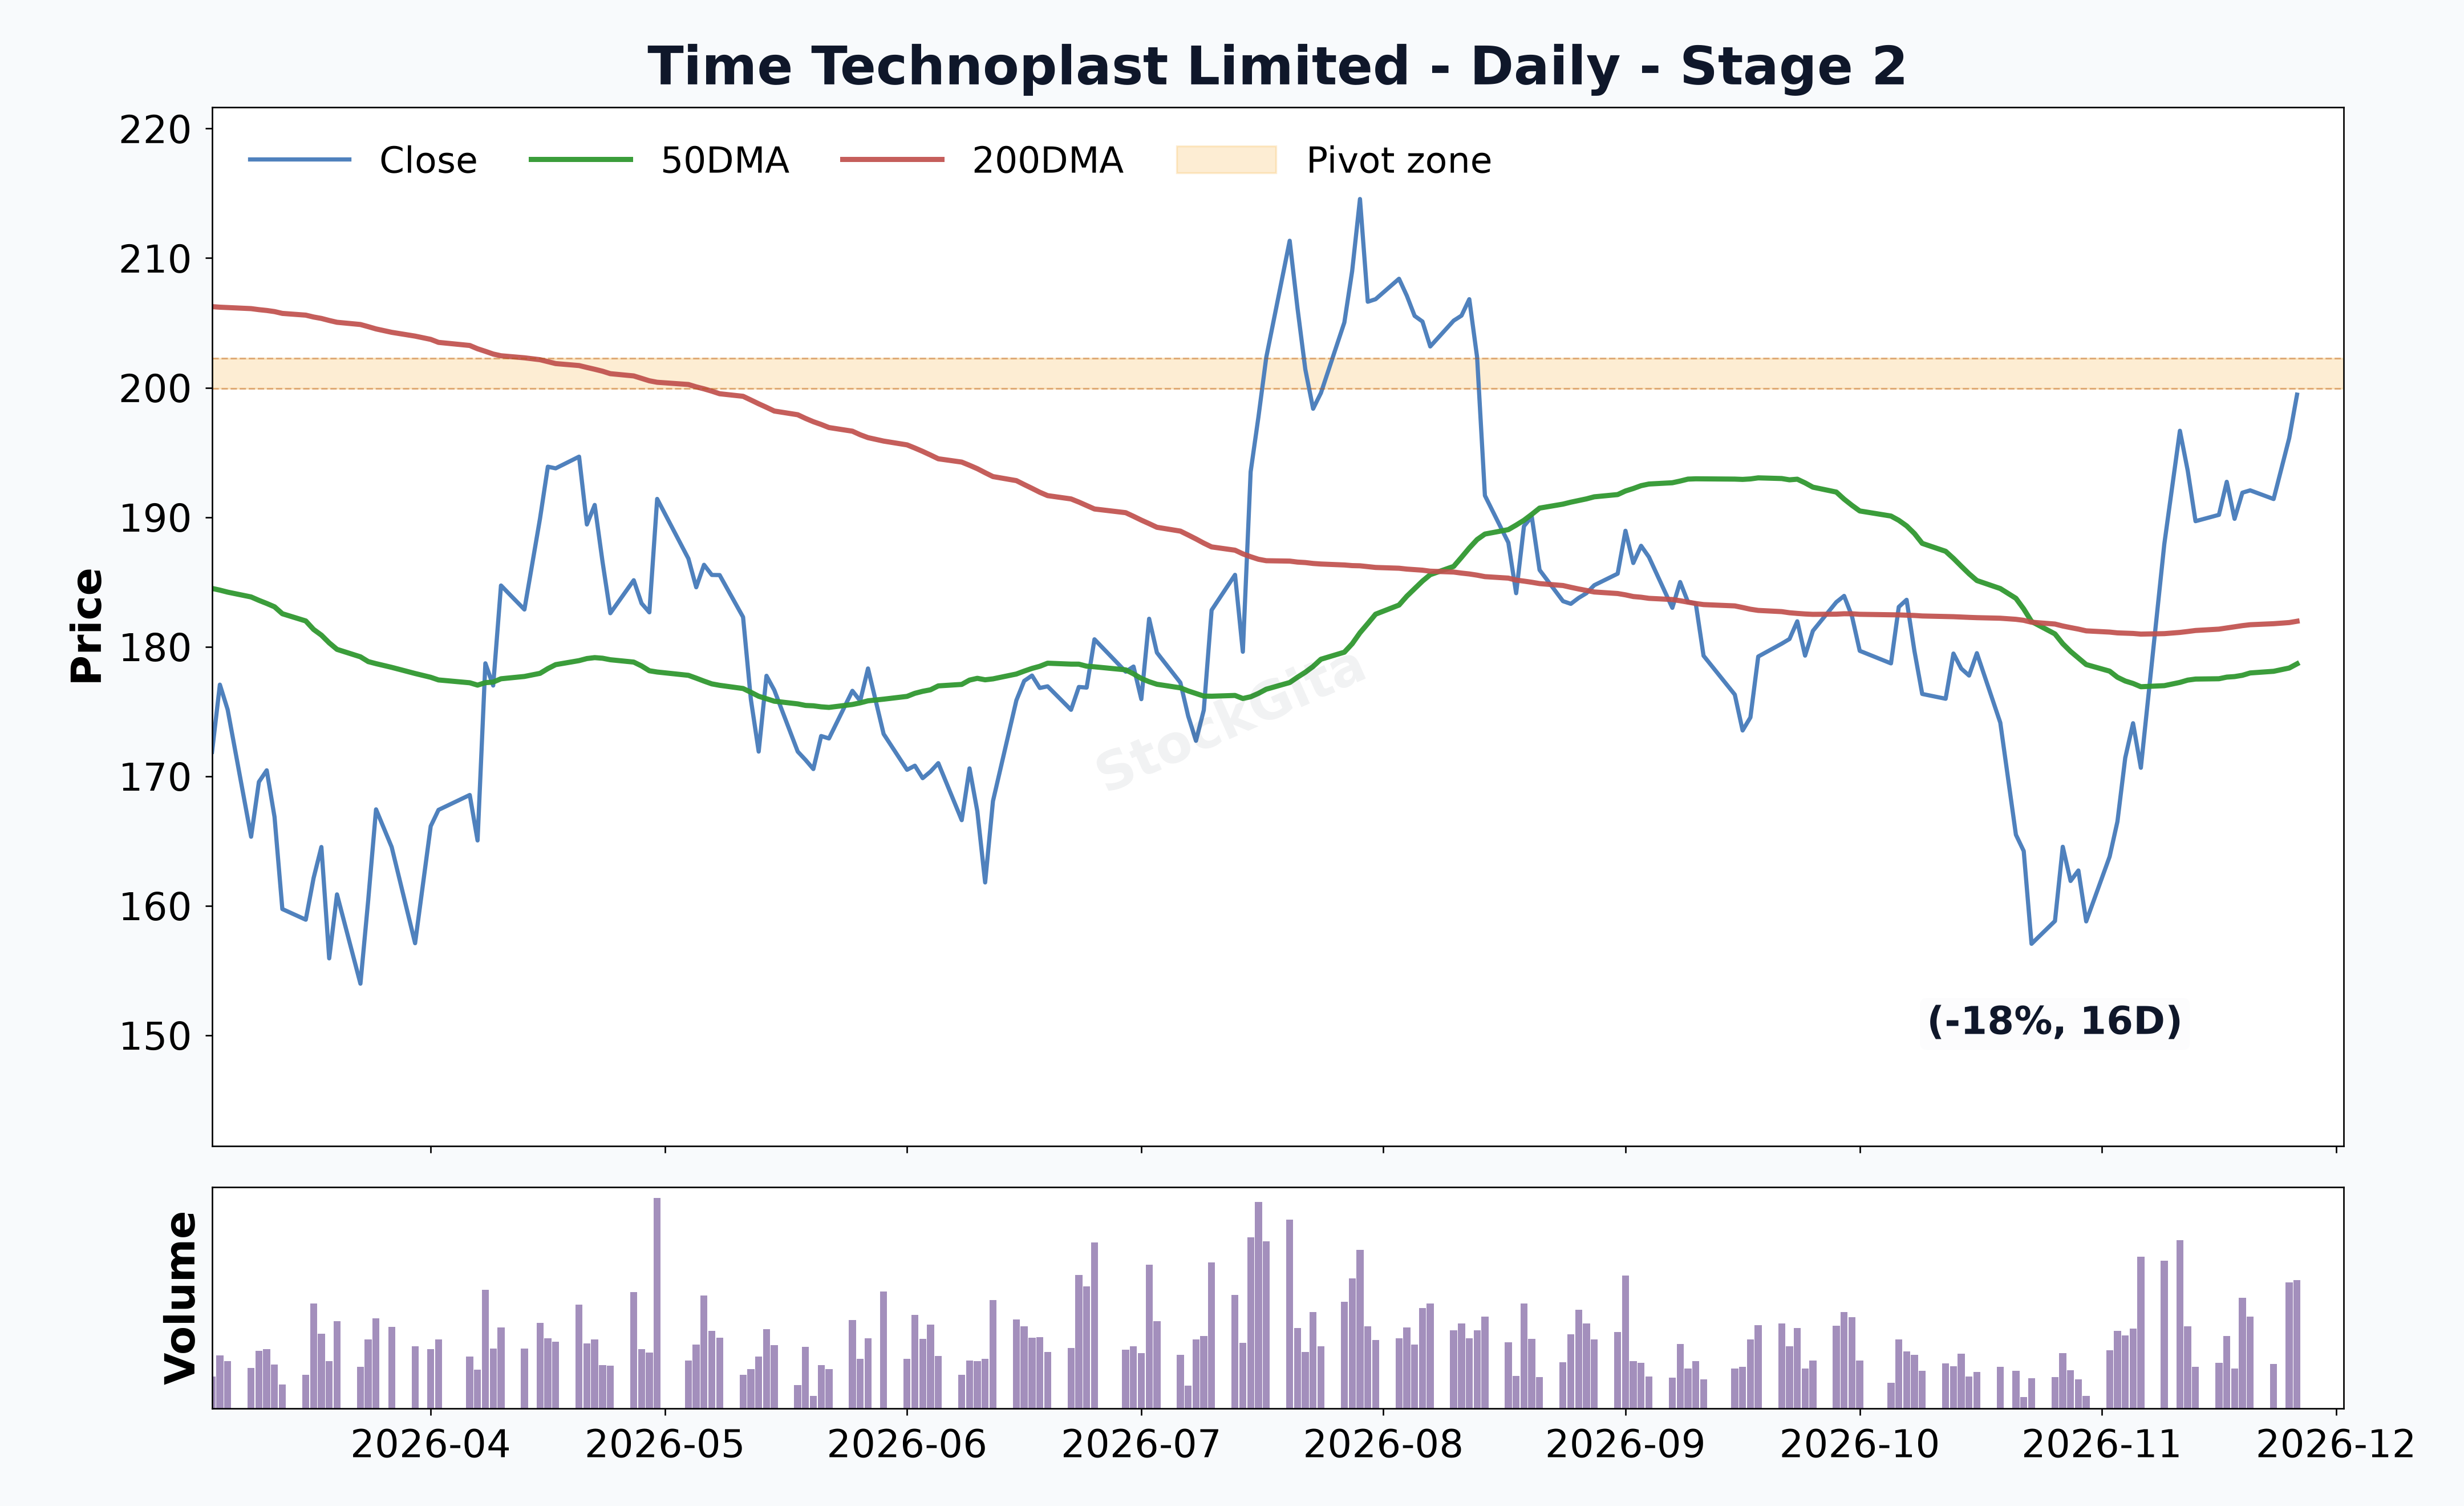 Time Technoplast Limited - Daily - Stage 2
Close 50DMA 200DMA Pivot zone
220
210
200
190
180
170
160
150
Price
StockGita
(-18%, 16D)
Volume
2026-04 2026-05 2026-06 2026-07 2026-08 2026-09 2026-10 2026-11 2026-12